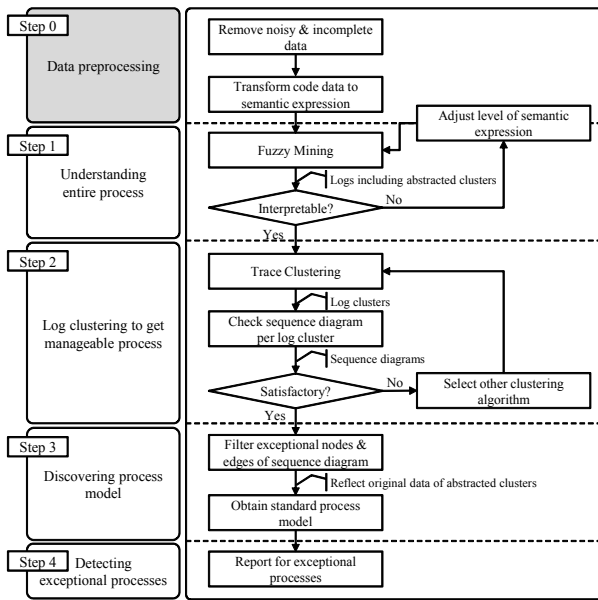 Step 0
Data preprocessing
Remove noisy & incomplete
data
Transform code data to
semantic expression
Adjust level of semantic
expression
Step 1
Understanding
entire process
Fuzzy Mining
Logs including abstracted clusters
Interpretable?
No
Yes
Step 2
Log clustering to get
manageable process
Trace Clustering
Log clusters
Check sequence diagram
per log cluster
Sequence diagrams
Satisfactory?
No
Select other clustering
algorithm
Yes
Step 3
Discovering process
model
Filter exceptional nodes &
edges of sequence diagram
Reflect original data of abstracted clusters
Obtain standard process
model
Step 4
Detecting
exceptional processes
Report for exceptional
processes